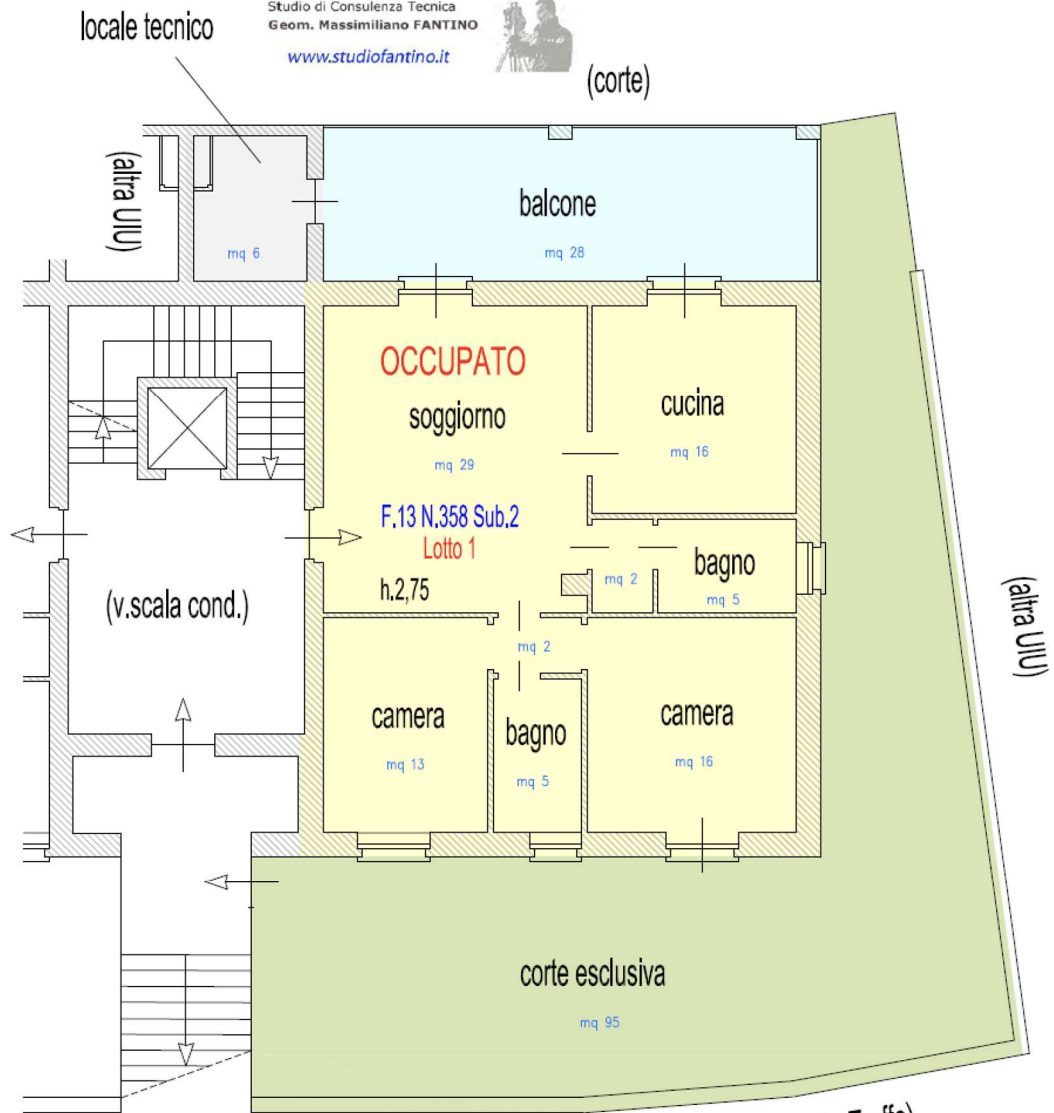 Studio di Consulenza Tecnica
Geom. Massimiliano FANTINO
www.studiofantino.it
locale tecnico
(corte)
(altra UIU)
mq 6
balcone
mq 28
OCCUPATO
soggiorno
mq 29
cucina
mq 16
F.13 N.358 Sub.2
Lotto 1
h.2,75
mq 2
bagno
mq 5
(v.scala cond.)
(altra UIU)
mq 2
camera
mq 13
bagno
mq 5
camera
mq 16
corte esclusiva
mq 95